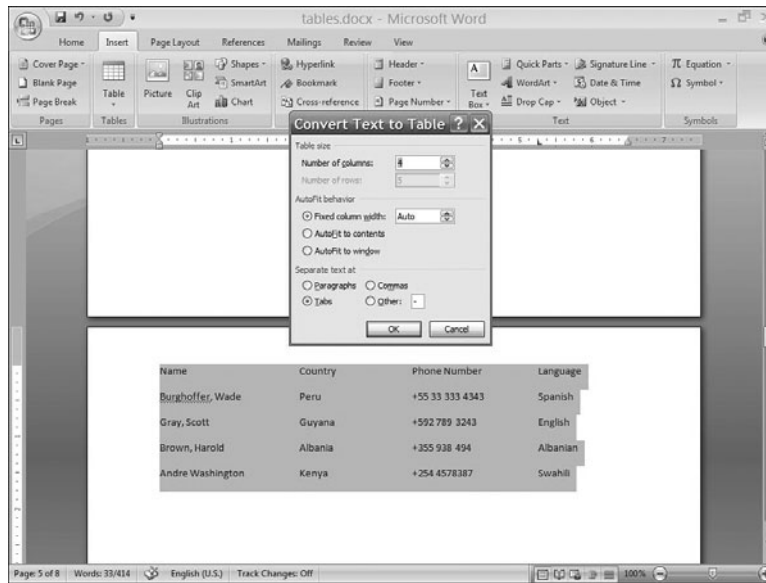 tables.docx - Microsoft Word
Home Insert Page Layout References Mailings Review View
Cover Page
Blank Page
Page Break
Pages
Table
Tables
Picture
Clip Art
Shapes
SmartArt
Chart
Illustrations
Hyperlink
Bookmark
Cross-reference
Header
Footer
Page Number
A
Text Box
Quick Parts
WordArt
Drop Cap
Signature Line
Date & Time
Object
Text
π Equation
Ω Symbol
Symbols
Convert Text to Table ? X
Table size
Number of columns: 4
Number of rows: 5
AutoFit behavior
Fixed column width: Auto
AutoFit to contents
AutoFit to window
Separate text at
Paragraphs Commas
Tabs Other: -
OK Cancel
Name Country Phone Number Language
Burghoffer, Wade Peru +55 33 333 4343 Spanish
Gray, Scott Guyana +592 789 3243 English
Brown, Harold Albania +355 938 494 Albanian
Andre Washington Kenya +254 4578387 Swahili
Page: 5 of 8 Words: 33/414 English (U.S.) Track Changes: Off 100%